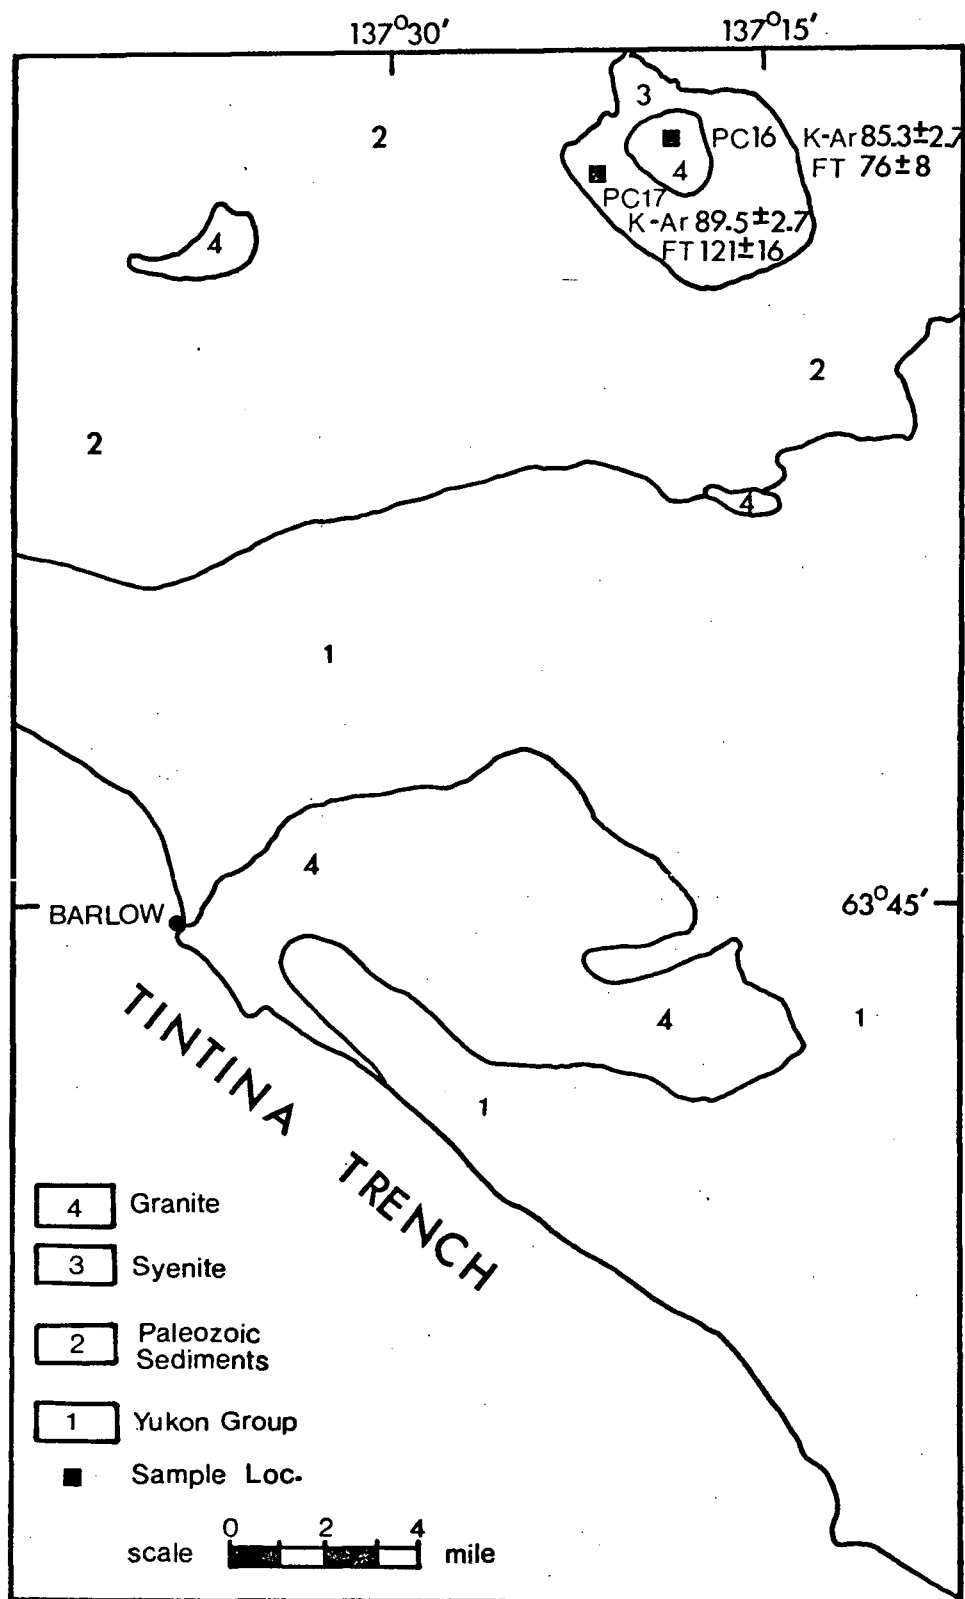 137°30′
137°15′
3
2
PC16
K-Ar 85.3±2.7
FT 76±8
4
PC17
K-Ar 89.5±2.7
FT 121±16
4
2
2
4
1
4
BARLOW
63°45′
4
1
1
TINTINA TRENCH
4 Granite
3 Syenite
2 Paleozoic
Sediments
1 Yukon Group
Sample Loc.
0 2 4
scale mile